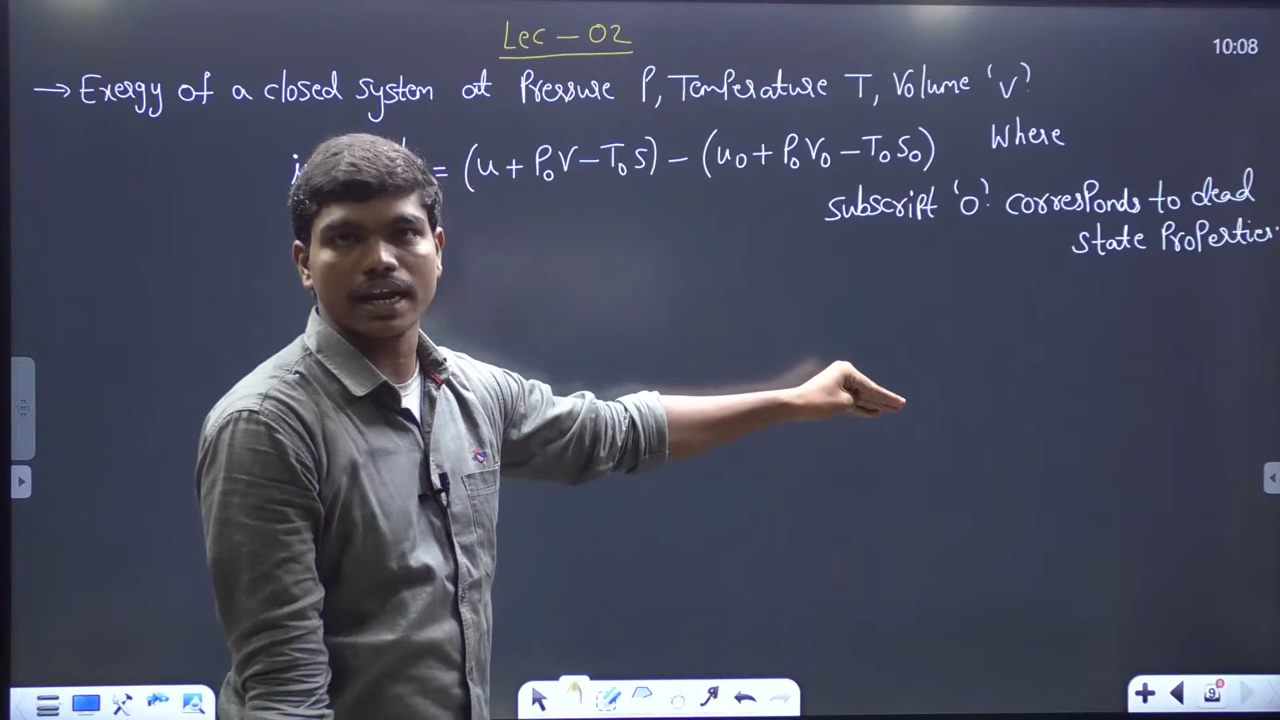 Lec - 02
10:08
→ Exergy of a closed system at Pressure P, Temperature T, Volume 'v'
= (u + P₀V - T₀S) - (u₀ + P₀V₀ - T₀S₀) Where
subscript 'o' corresponds to dead
state Properties.
9